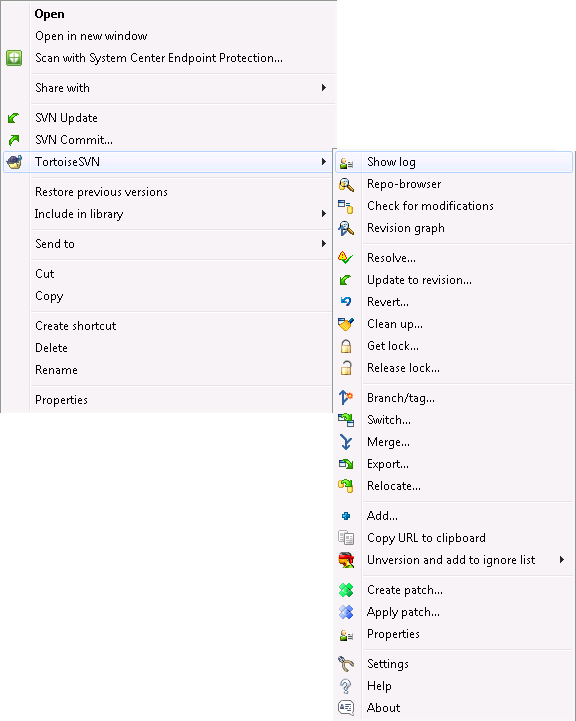 Open
Open in new window
Scan with System Center Endpoint Protection...
Share with
SVN Update
SVN Commit...
TortoiseSVN
Restore previous versions
Include in library
Send to
Cut
Copy
Create shortcut
Delete
Rename
Properties
Show log
Repo-browser
Check for modifications
Revision graph
Resolve...
Update to revision...
Revert...
Clean up...
Get lock...
Release lock...
Branch/tag...
Switch...
Merge...
Export...
Relocate...
Add...
Copy URL to clipboard
Unversion and add to ignore list
Create patch...
Apply patch...
Properties
Settings
Help
About